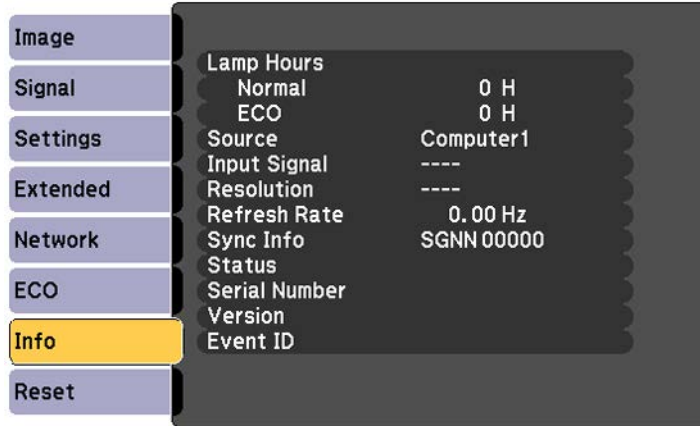 Image
Signal
Settings
Extended
Network
ECO
Info
Reset
Lamp Hours
Normal 0 H
ECO 0 H
Source Computer1
Input Signal ----
Resolution ----
Refresh Rate 0.00 Hz
Sync Info SGNN 00000
Status
Serial Number
Version
Event ID